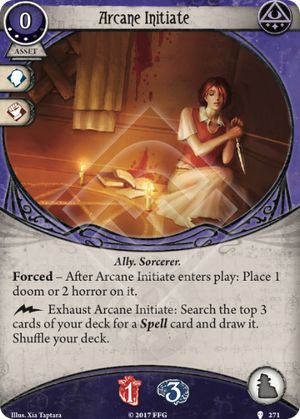 0
Arcane Initiate
ASSET
Ally. Sorcerer.
Forced – After Arcane Initiate enters play: Place 1
doom or 2 horror on it.
Exhaust Arcane Initiate: Search the top 3
cards of your deck for a Spell card and draw it.
Shuffle your deck.
1
3
Illus. Xia Taptara
© 2017 FFG
271